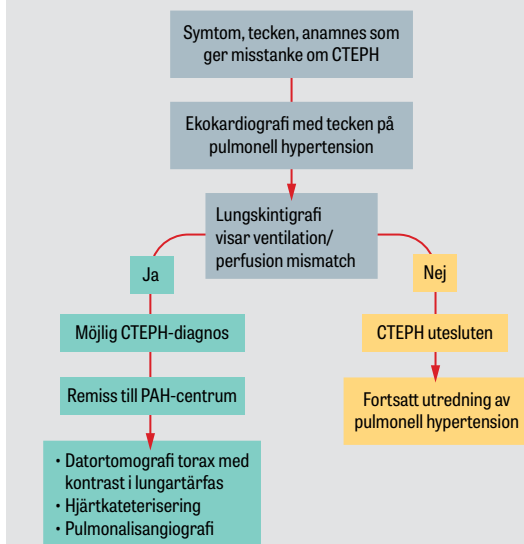 Symtom, tecken, anamnes som
ger misstanke om CTEPH
Ekokardiografi med tecken på
pulmonell hypertension
Lungskintigrafi
visar ventilation/
perfusion mismatch
Ja
Nej
Möjlig CTEPH-diagnos
CTEPH utesluten
Remiss till PAH-centrum
Fortsatt utredning av
pulmonell hypertension
• Datortomografi torax med
kontrast i lungartärfas
• Hjärtkateterisering
• Pulmonalisangiografi